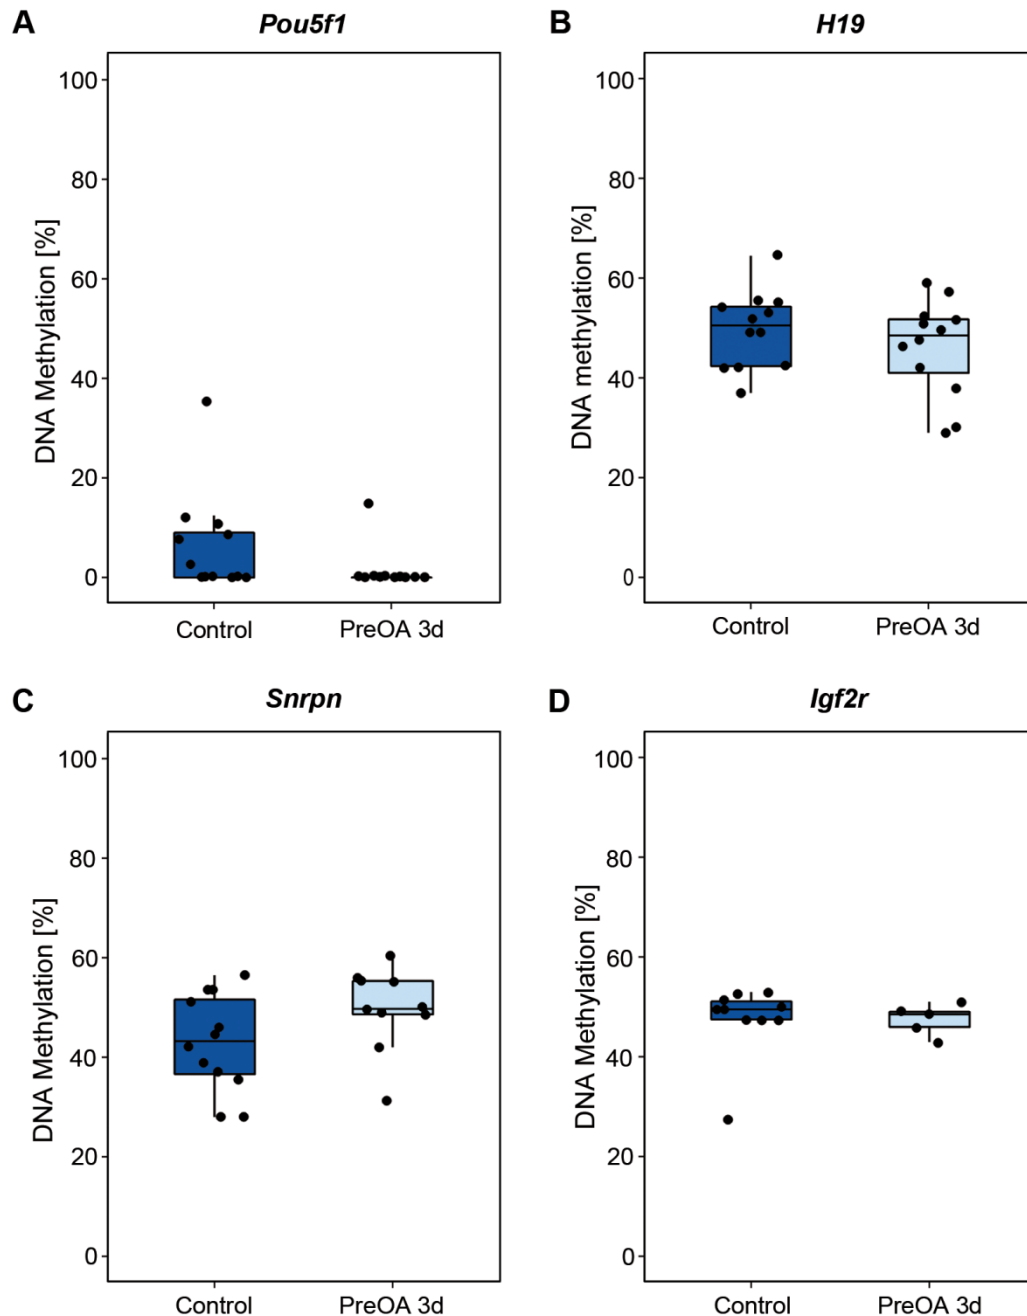 A
Pou5f1
DNA Methylation [%]
100
80
60
40
20
0
Control
PreOA 3d
B
H19
DNA methylation [%]
100
80
60
40
20
0
Control
PreOA 3d
C
Snrpn
DNA Methylation [%]
100
80
60
40
20
0
Control
PreOA 3d
D
Igf2r
DNA Methylation [%]
100
80
60
40
20
0
Control
PreOA 3d